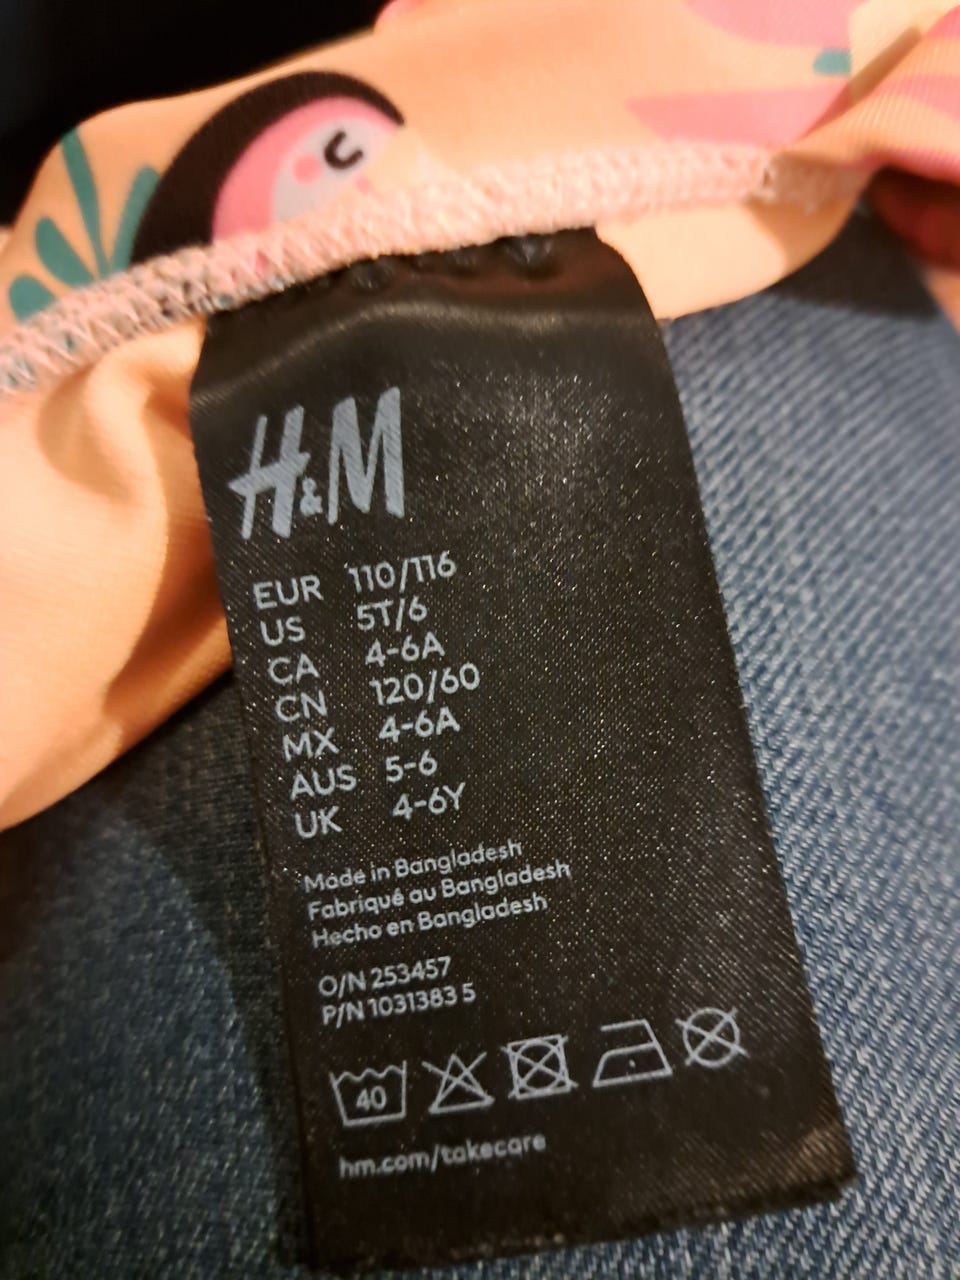 H&M
EUR 110/116
US 5T/6
CA 4-6A
CN 120/60
MX 4-6A
AUS 5-6
UK 4-6Y
Made in Bangladesh
Fabriqué au Bangladesh
Hecho en Bangladesh
O/N 253457
P/N 1031383 5
40
hm.com/takecare